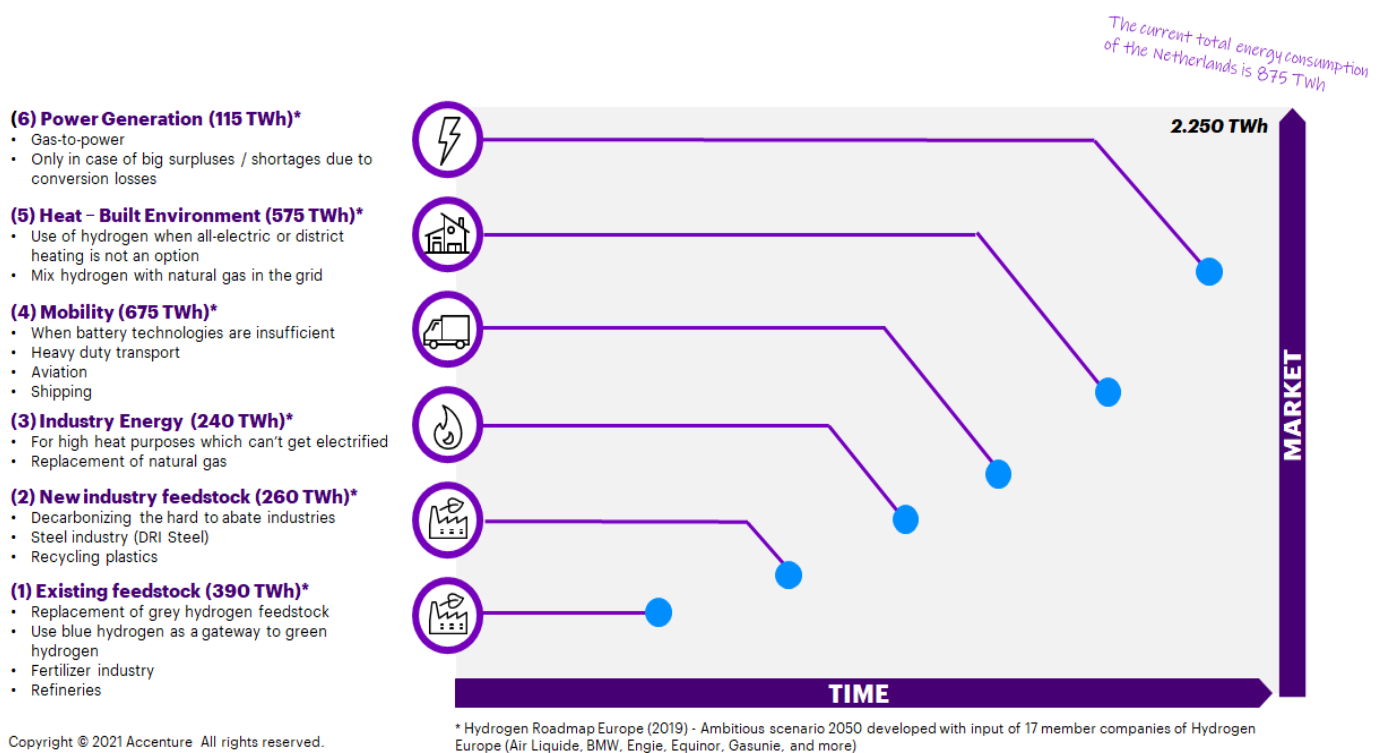 The current total energy consumption
of the Netherlands is 875 TWh
(6) Power Generation (115 TWh)*
• Gas-to-power
• Only in case of big surpluses / shortages due to
conversion losses
(5) Heat – Built Environment (575 TWh)*
• Use of hydrogen when all-electric or district
heating is not an option
• Mix hydrogen with natural gas in the grid
(4) Mobility (675 TWh)*
• When battery technologies are insufficient
• Heavy duty transport
• Aviation
• Shipping
(3) Industry Energy (240 TWh)*
• For high heat purposes which can't get electrified
• Replacement of natural gas
(2) New industry feedstock (260 TWh)*
• Decarbonizing the hard to abate industries
• Steel industry (DRI Steel)
• Recycling plastics
(1) Existing feedstock (390 TWh)*
• Replacement of grey hydrogen feedstock
• Use blue hydrogen as a gateway to green
hydrogen
• Fertilizer industry
• Refineries
2.250 TWh
MARKET
TIME
* Hydrogen Roadmap Europe (2019) - Ambitious scenario 2050 developed with input of 17 member companies of Hydrogen
Europe (Air Liquide, BMW, Engie, Equinor, Gasunie, and more)
Copyright © 2021 Accenture All rights reserved.